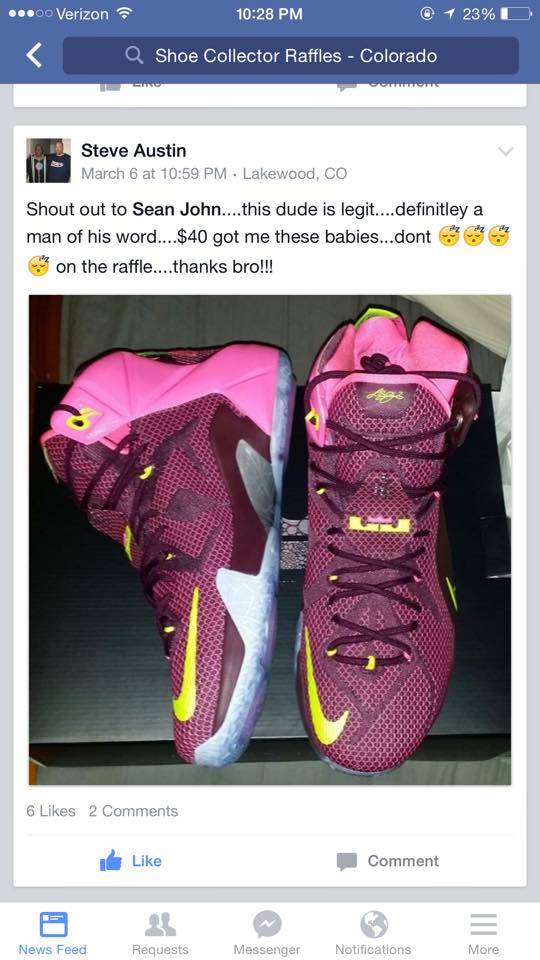 Verizon 10:28 PM 23%
Shoe Collector Raffles - Colorado
Like Comment
Steve Austin
March 6 at 10:59 PM · Lakewood, CO
Shout out to Sean John....this dude is legit....definitley a
man of his word....$40 got me these babies...dont 😴😴😴
😴 on the raffle....thanks bro!!!
6 Likes 2 Comments
Like Comment
News Feed Requests Messenger Notifications More